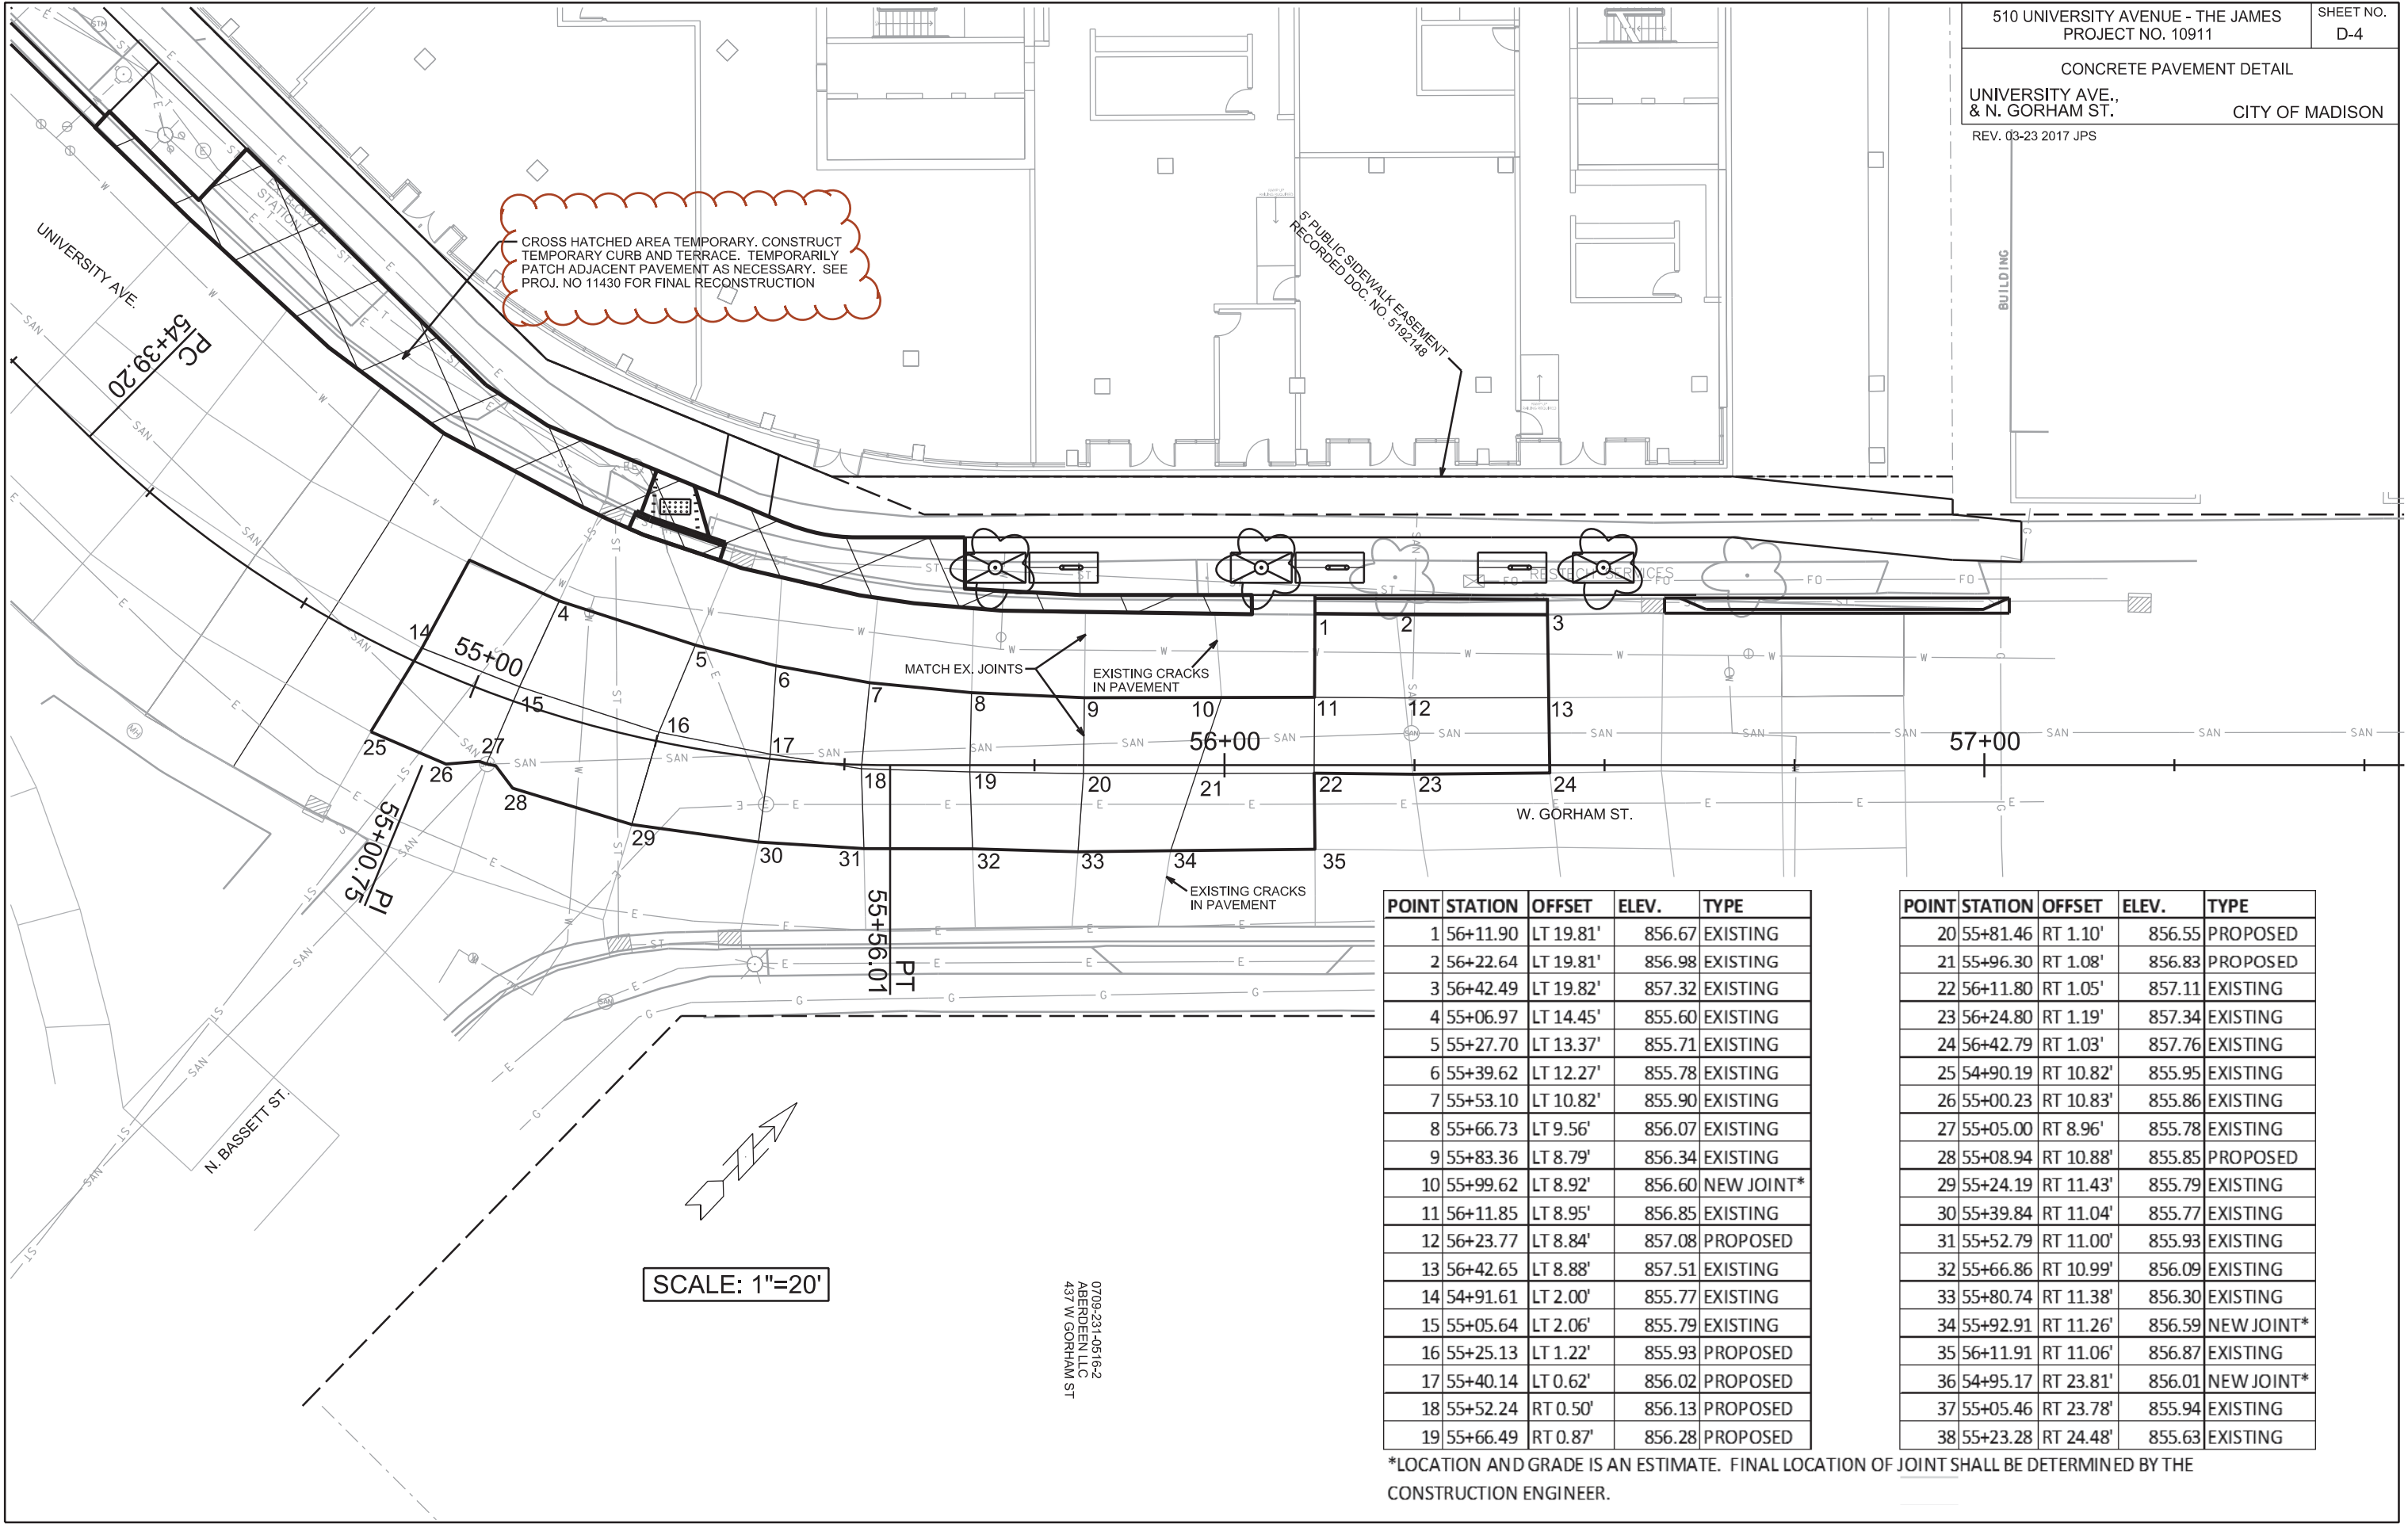 510 UNIVERSITY AVENUE - THE JAMES
PROJECT NO. 10911
SHEET NO.
D-4
CONCRETE PAVEMENT DETAIL
UNIVERSITY AVE.,
& N. GORHAM ST.
CITY OF MADISON
REV. 03-23 2017 JPS
CROSS HATCHED AREA TEMPORARY. CONSTRUCT
TEMPORARY CURB AND TERRACE. TEMPORARILY
PATCH ADJACENT PAVEMENT AS NECESSARY. SEE
PROJ. NO 11430 FOR FINAL RECONSTRUCTION
5' PUBLIC SIDEWALK EASEMENT
RECORDED DOC. NO. 5192148
BUILDING
UNIVERSITY AVE.
PC
54+39.20
55+00
MATCH EX. JOINTS
EXISTING CRACKS
IN PAVEMENT
RESTECH SERVICES
56+00
57+00
W. GORHAM ST.
PI
55+00.75
PT
55+56.01
EXISTING CRACKS
IN PAVEMENT
N. BASSETT ST.
SCALE: 1"=20'
0709-231-0516-2
ABERDEEN LLC
437 W GORHAM ST
POINT STATION OFFSET ELEV. TYPE
1 56+11.90 LT 19.81' 856.67 EXISTING
2 56+22.64 LT 19.81' 856.98 EXISTING
3 56+42.49 LT 19.82' 857.32 EXISTING
4 55+06.97 LT 14.45' 855.60 EXISTING
5 55+27.70 LT 13.37' 855.71 EXISTING
6 55+39.62 LT 12.27' 855.78 EXISTING
7 55+53.10 LT 10.82' 855.90 EXISTING
8 55+66.73 LT 9.56' 856.07 EXISTING
9 55+83.36 LT 8.79' 856.34 EXISTING
10 55+99.62 LT 8.92' 856.60 NEW JOINT*
11 56+11.85 LT 8.95' 856.85 EXISTING
12 56+23.77 LT 8.84' 857.08 PROPOSED
13 56+42.65 LT 8.88' 857.51 EXISTING
14 54+91.61 LT 2.00' 855.77 EXISTING
15 55+05.64 LT 2.06' 855.79 EXISTING
16 55+25.13 LT 1.22' 855.93 PROPOSED
17 55+40.14 LT 0.62' 856.02 PROPOSED
18 55+52.24 RT 0.50' 856.13 PROPOSED
19 55+66.49 RT 0.87' 856.28 PROPOSED
POINT STATION OFFSET ELEV. TYPE
20 55+81.46 RT 1.10' 856.55 PROPOSED
21 55+96.30 RT 1.08' 856.83 PROPOSED
22 56+11.80 RT 1.05' 857.11 EXISTING
23 56+24.80 RT 1.19' 857.34 EXISTING
24 56+42.79 RT 1.03' 857.76 EXISTING
25 54+90.19 RT 10.82' 855.95 EXISTING
26 55+00.23 RT 10.83' 855.86 EXISTING
27 55+05.00 RT 8.96' 855.78 EXISTING
28 55+08.94 RT 10.88' 855.85 PROPOSED
29 55+24.19 RT 11.43' 855.79 EXISTING
30 55+39.84 RT 11.04' 855.77 EXISTING
31 55+52.79 RT 11.00' 855.93 EXISTING
32 55+66.86 RT 10.99' 856.09 EXISTING
33 55+80.74 RT 11.38' 856.30 EXISTING
34 55+92.91 RT 11.26' 856.59 NEW JOINT*
35 56+11.91 RT 11.06' 856.87 EXISTING
36 54+95.17 RT 23.81' 856.01 NEW JOINT*
37 55+05.46 RT 23.78' 855.94 EXISTING
38 55+23.28 RT 24.48' 855.63 EXISTING
*LOCATION AND GRADE IS AN ESTIMATE. FINAL LOCATION OF JOINT SHALL BE DETERMINED BY THE
CONSTRUCTION ENGINEER.